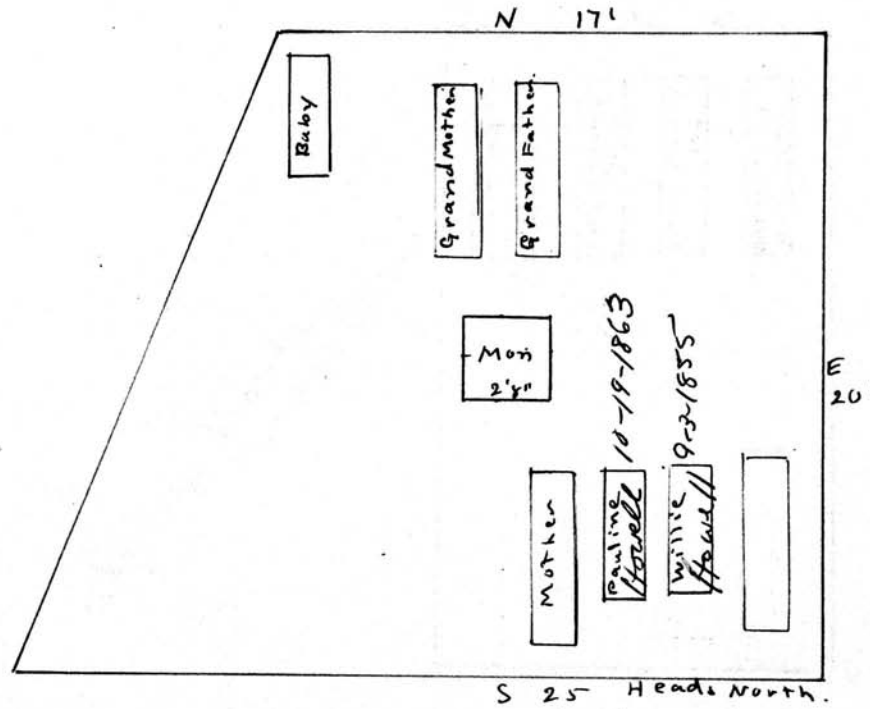 N 17'
Baby
Grand Mother
Grand Father.
Mon
2'8"
E
20
Mother
Pauline
Howell
10-19-1863
Willie
Howell
9-3-1855
S 25 Heads North.